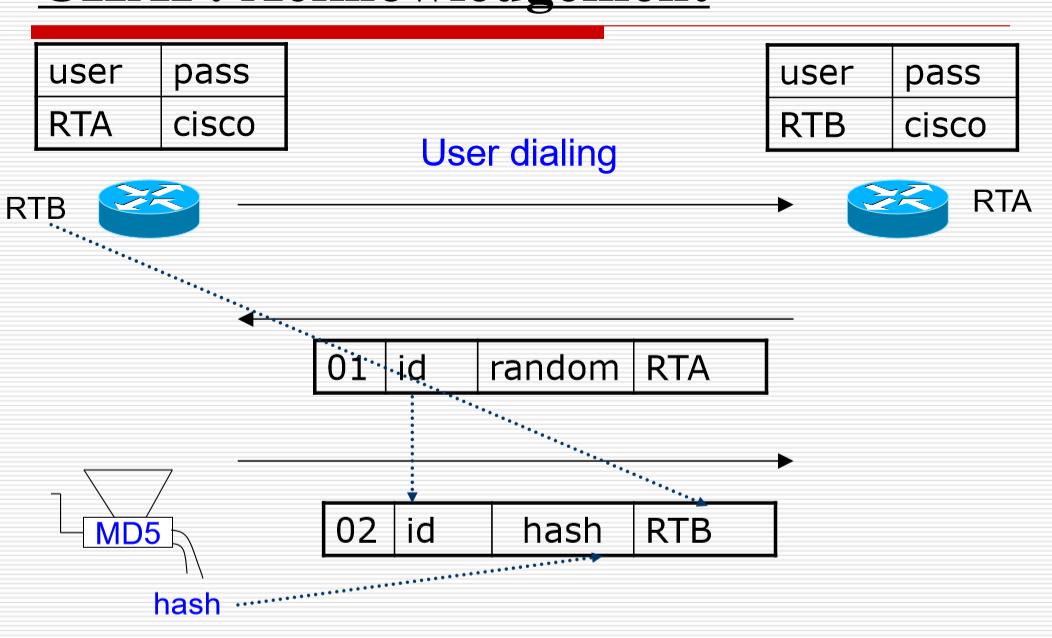 user pass
RTA cisco
user pass
RTB cisco
User dialing
RTB
RTA
01 id random RTA
MD5
02 id hash RTB
hash